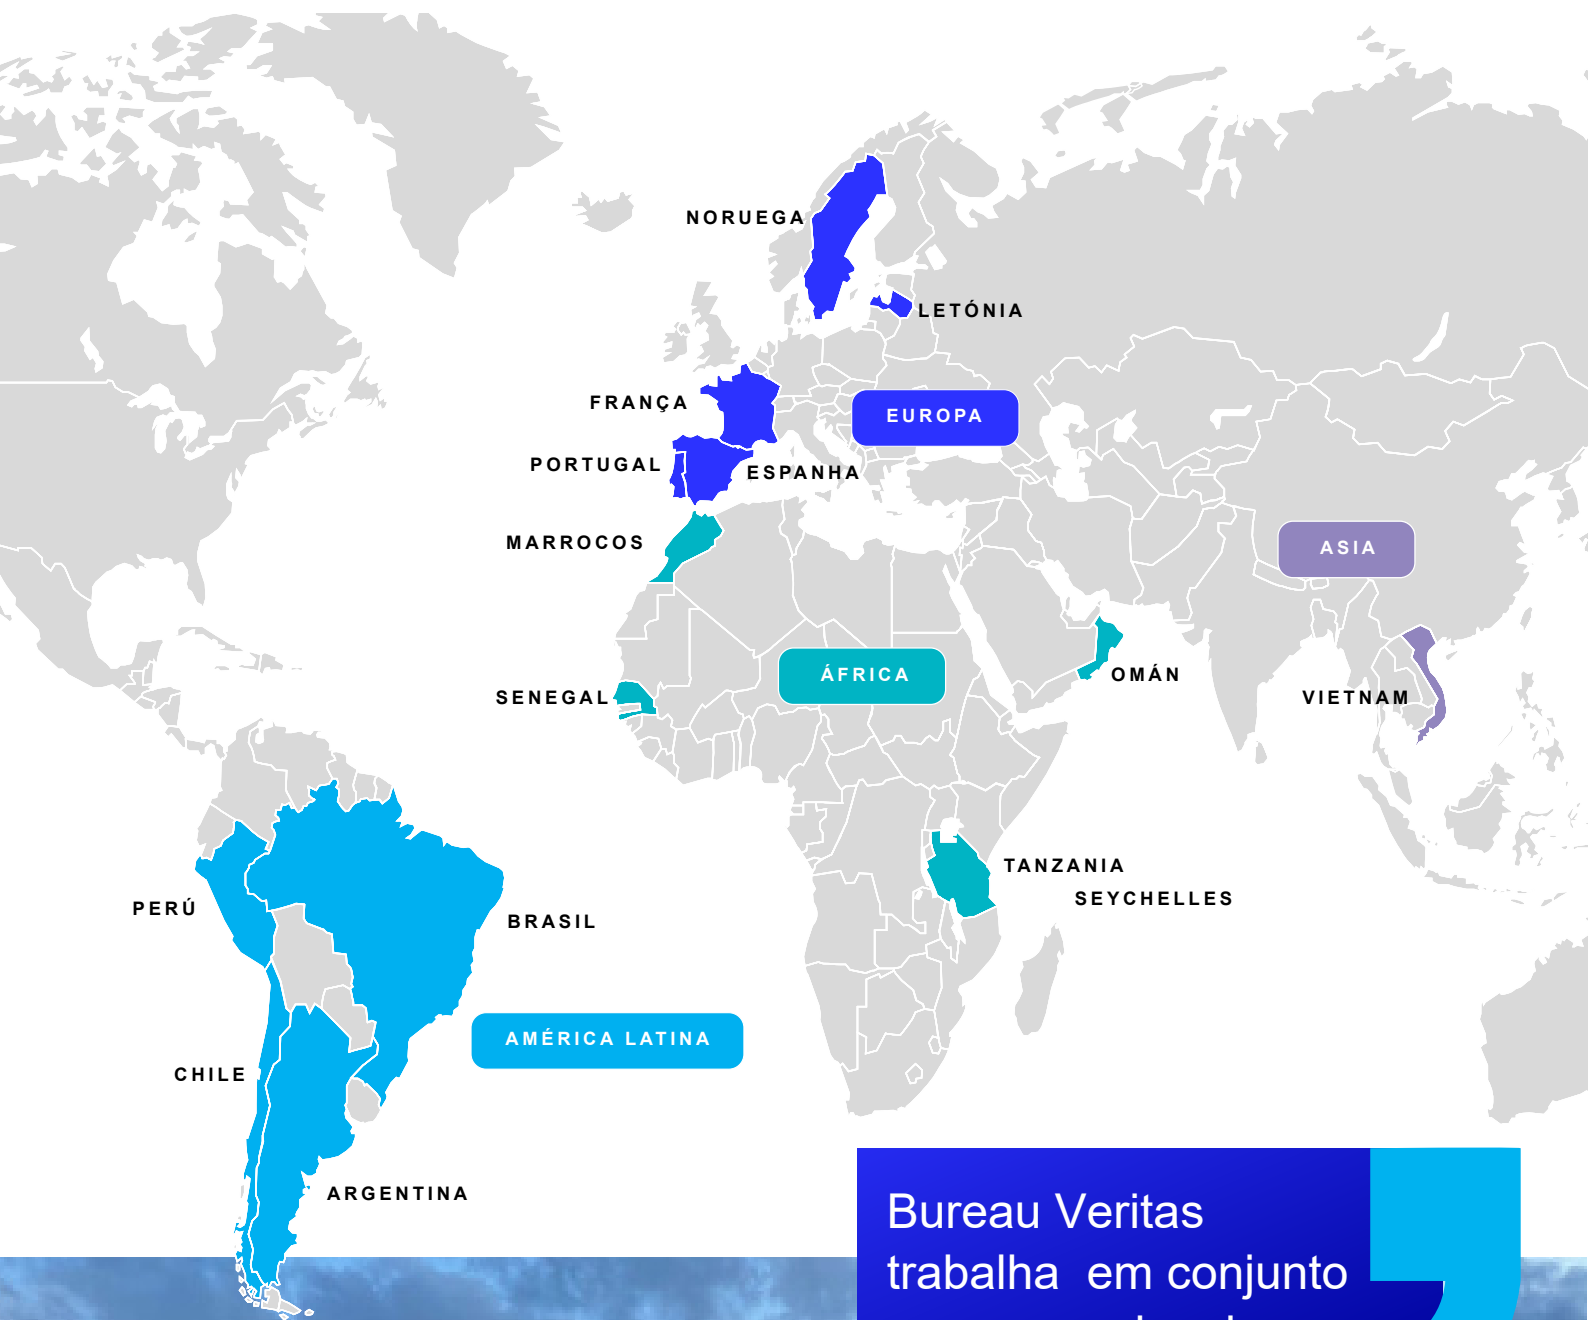 NORUEGA
LETÓNIA
FRANÇA
EUROPA
PORTUGAL
ESPANHA
MARROCOS
ASIA
ÁFRICA
OMÁN
SENEGAL
VIETNAM
TANZANIA
SEYCHELLES
PERÚ
BRASIL
AMÉRICA LATINA
CHILE
ARGENTINA
Bureau Veritas
trabalha em conjunto